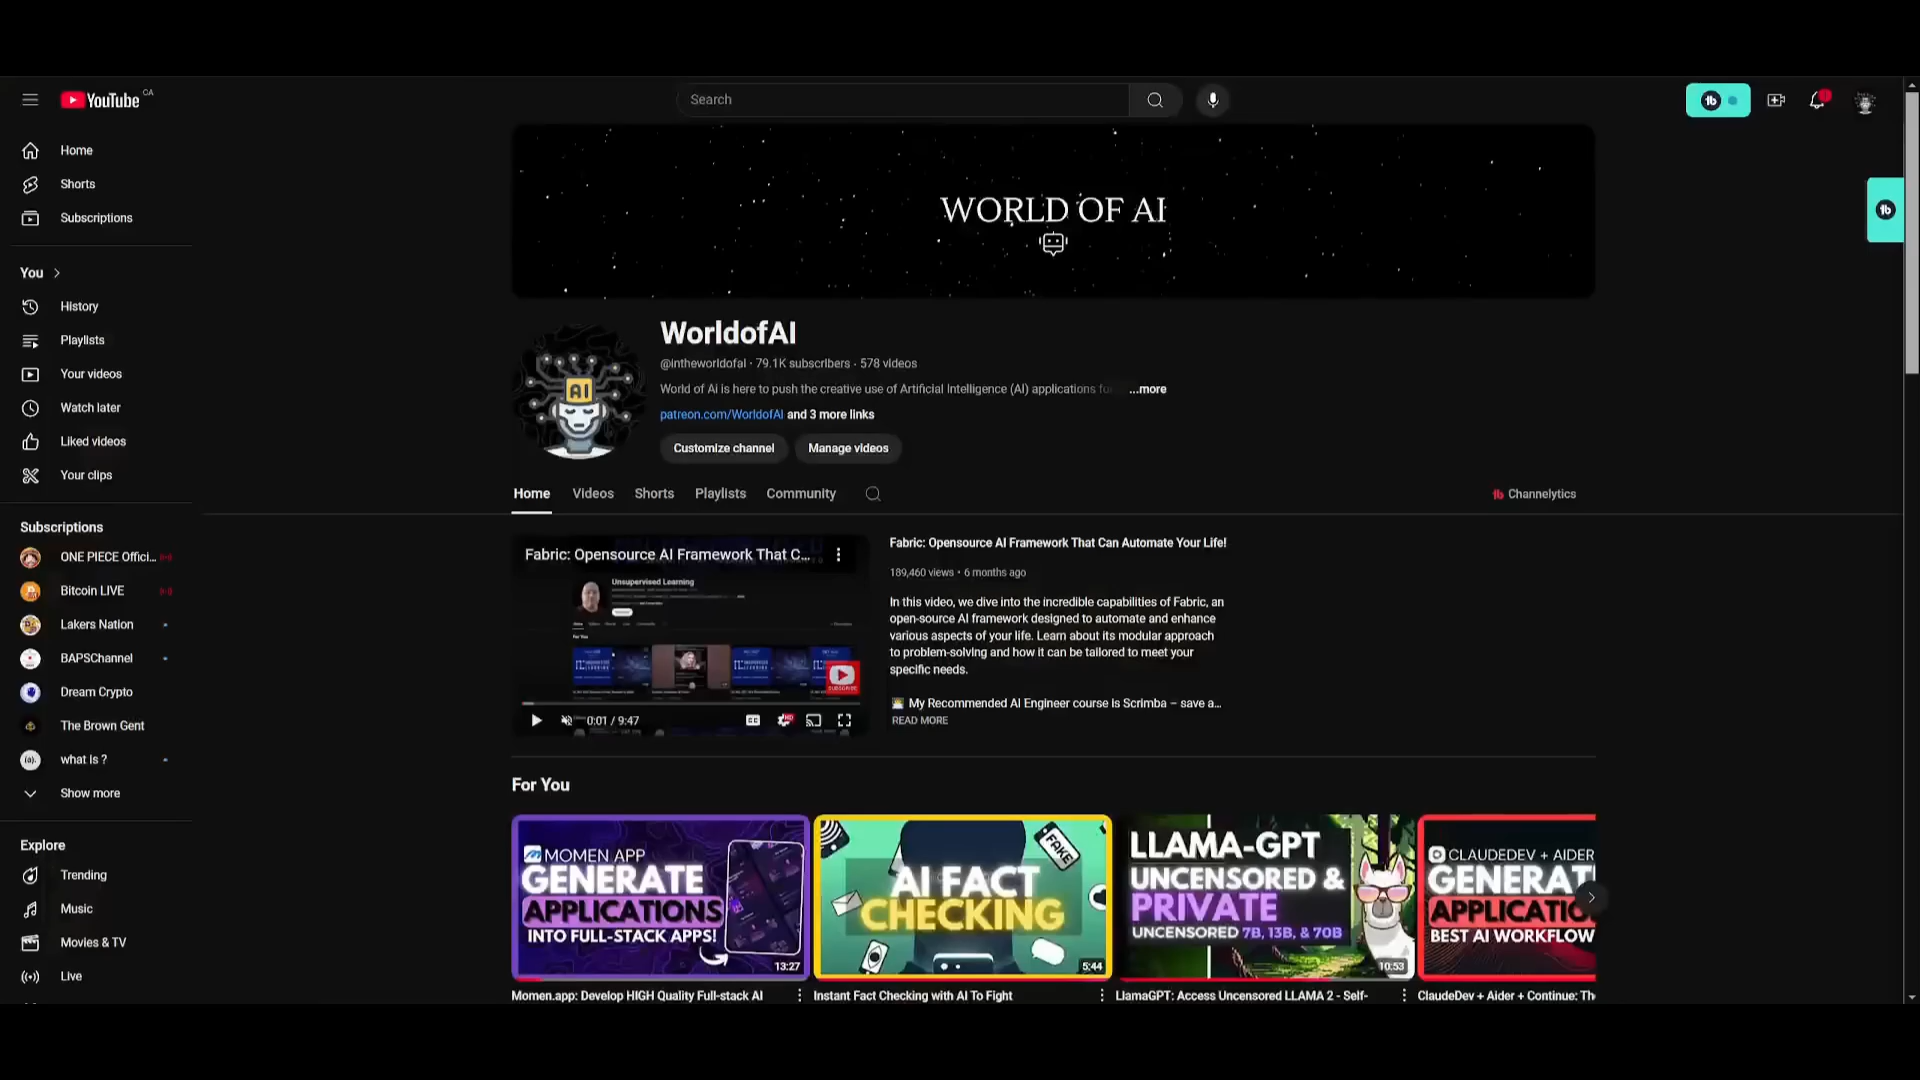 YouTube CA
Search
Home
Shorts
Subscriptions
You
History
Playlists
Your videos
Watch later
Liked videos
Your clips
Subscriptions
ONE PIECE Offici...
Bitcoin LIVE
Lakers Nation
BAPSChannel
Dream Crypto
The Brown Gent
what is ?
Show more
Explore
Trending
Music
Movies & TV
Live
WORLD OF AI
AI
WorldofAI
@intheworldofai · 79.1K subscribers · 578 videos
World of Ai is here to push the creative use of Artificial Intelligence (AI) applications
...more
patreon.com/WorldofAI and 3 more links
Customize channel
Manage videos
Home
Videos
Shorts
Playlists
Community
Channelytics
Fabric: Opensource AI Framework That C...
Unsupervised Learning
SUBSCRIBE
0:01 / 9:47
Fabric: Opensource AI Framework That Can Automate Your Life!
189,460 views • 6 months ago
In this video, we dive into the incredible capabilities of Fabric, an
open-source AI framework designed to automate and enhance
various aspects of your life. Learn about its modular approach
to problem-solving and how it can be tailored to meet your
specific needs.
My Recommended AI Engineer course is Scrimba – save a...
READ MORE
For You
MOMEN APP
GENERATE
APPLICATIONS
INTO FULL-STACK APPS!
13:27
Momen.app: Develop HIGH Quality Full-stack AI
FAKE
AI FACT
CHECKING
5:44
Instant Fact Checking with AI To Fight
LLAMA-GPT
UNCENSORED &
PRIVATE
UNCENSORED 7B, 13B, & 70B
10:53
LlamaGPT: Access Uncensored LLAMA 2 - Self-
CLAUDEDEV + AIDER
GENERAT
APPLICATIO
BEST AI WORKFLOW
ClaudeDev + Aider + Continue: Th